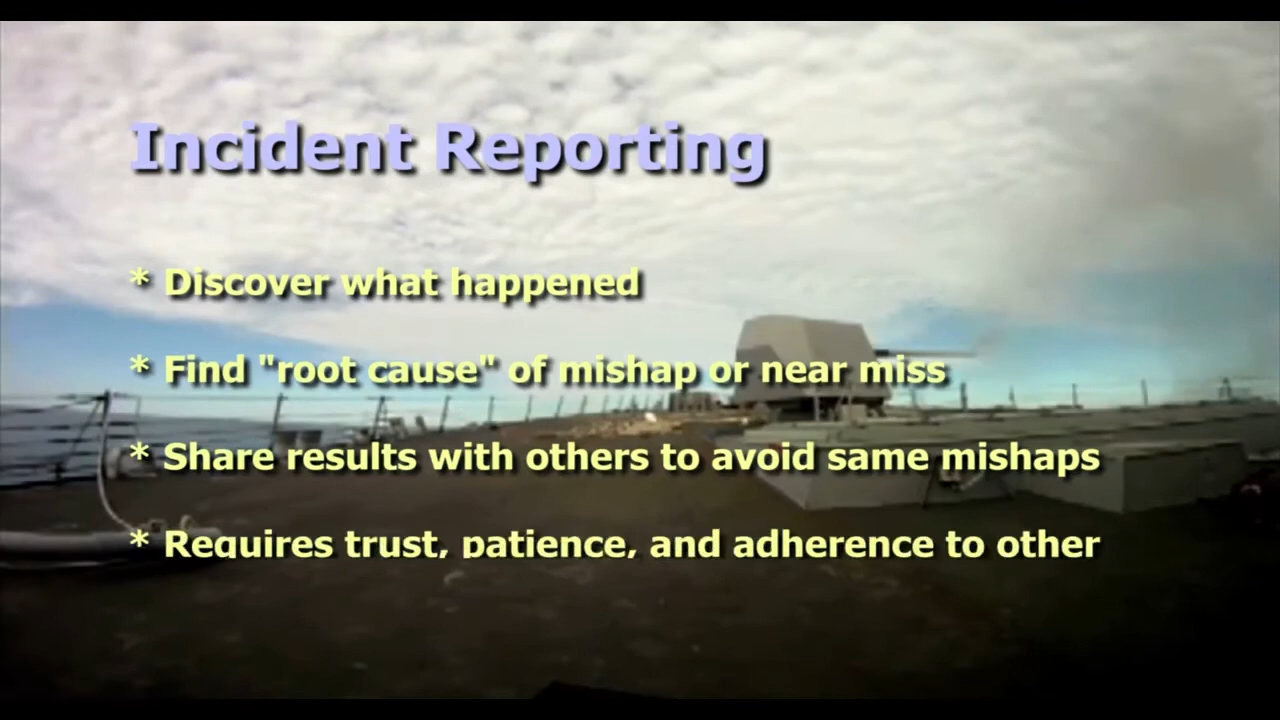 Incident Reporting
* Discover what happened
* Find "root cause" of mishap or near miss
* Share results with others to avoid same mishaps
* Requires trust, patience, and adherence to other